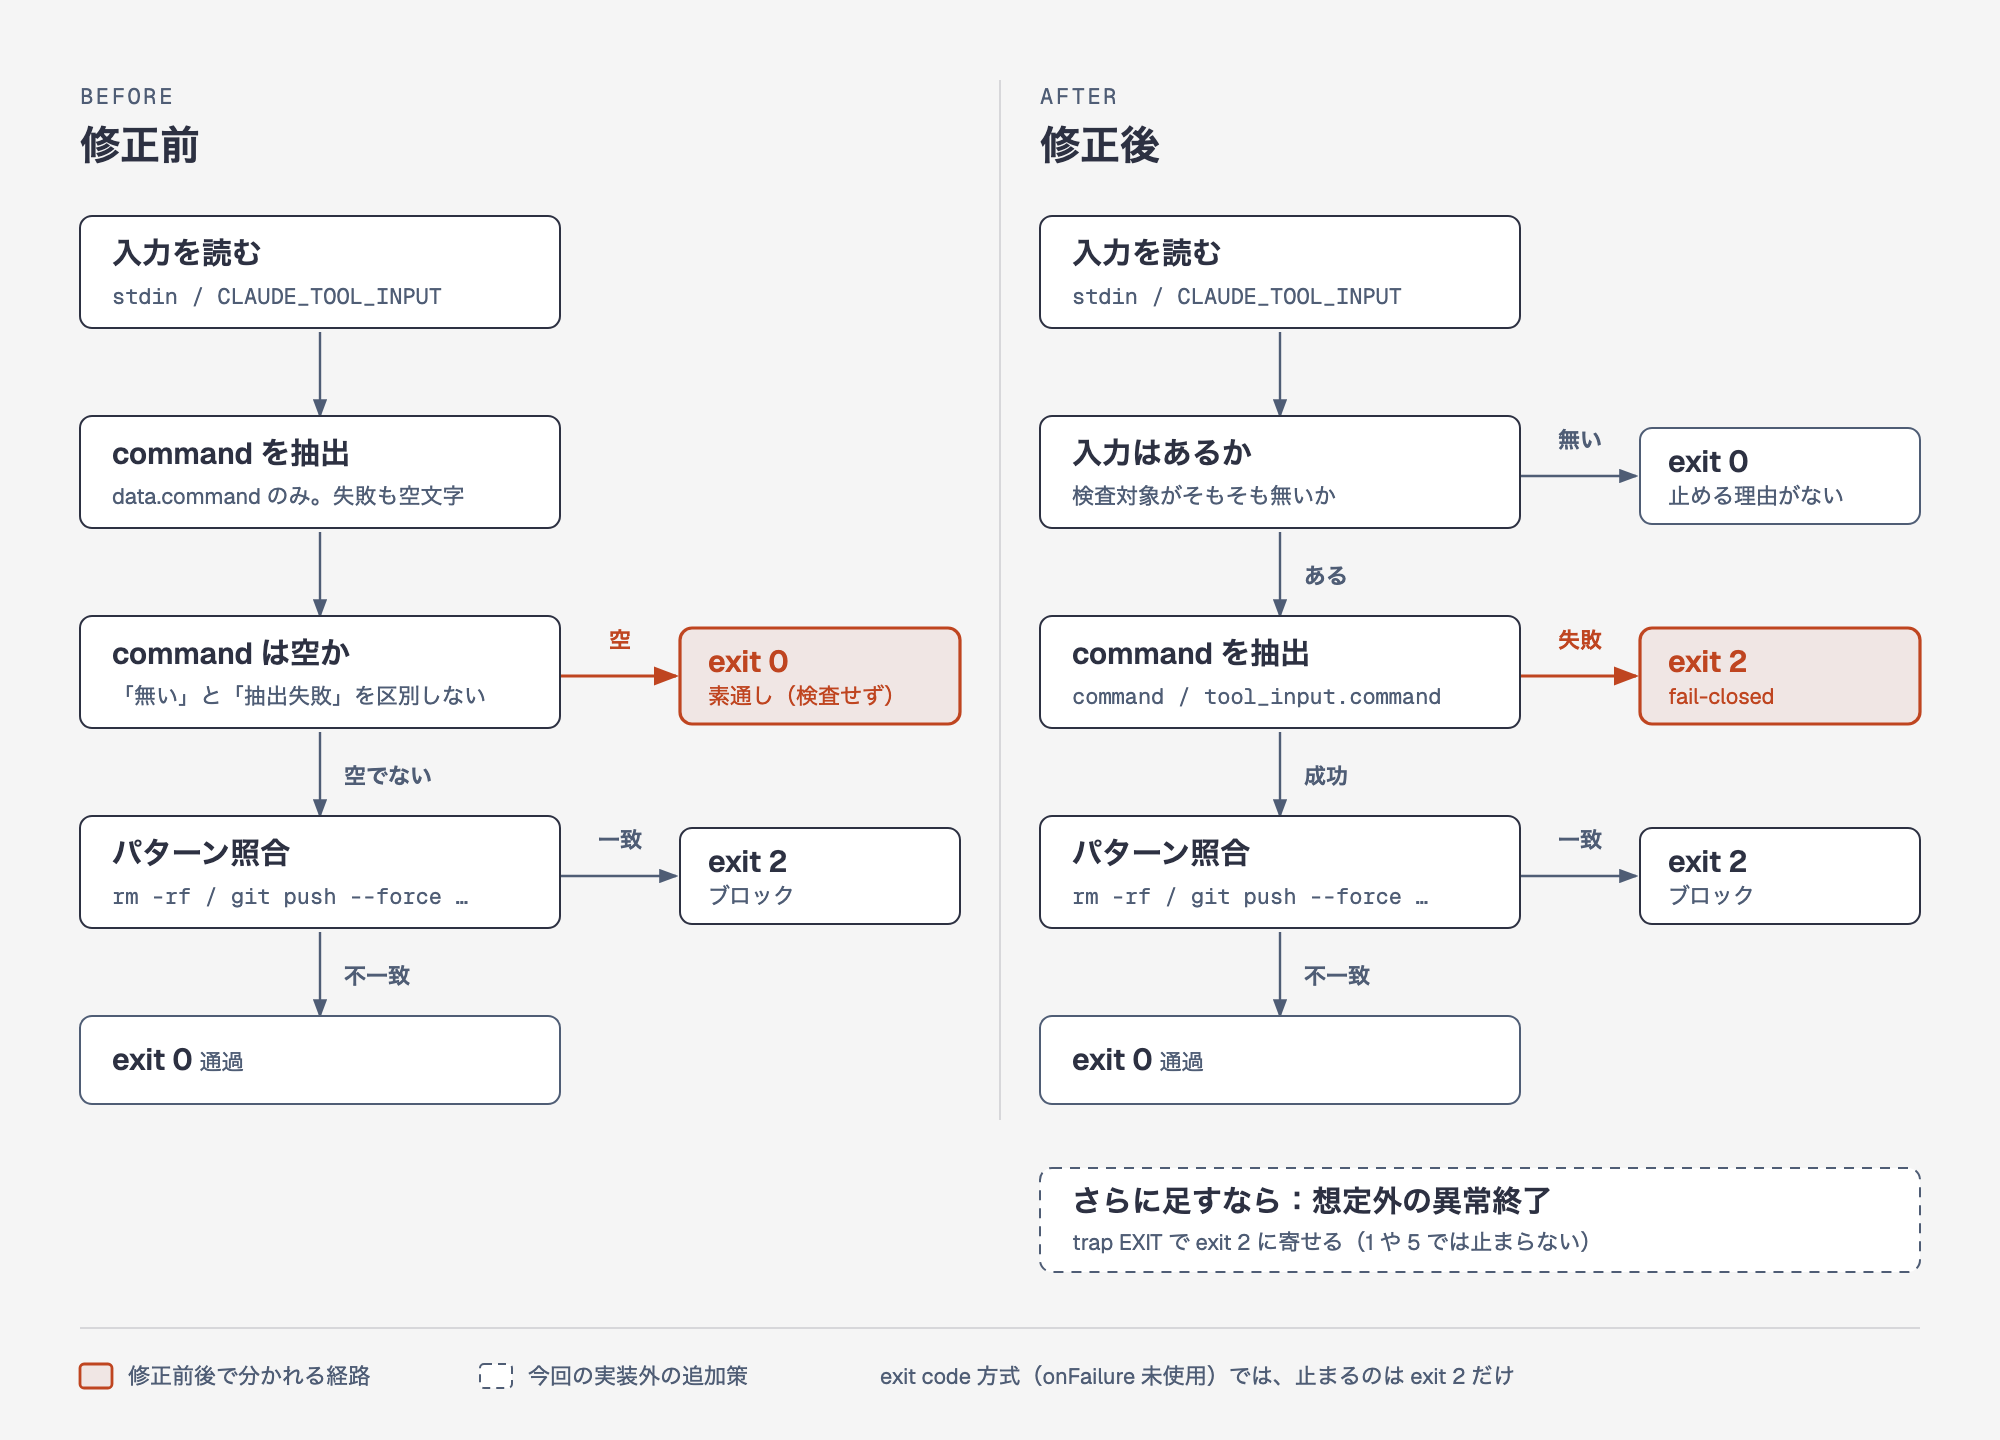 BEFORE
修正前
入力を読む
stdin / CLAUDE_TOOL_INPUT
command を抽出
data.command のみ。失敗も空文字
command は空か
「無い」と「抽出失敗」を区別しない
空
exit 0
素通し（検査せず）
空でない
パターン照合
rm -rf / git push --force …
一致
exit 2
ブロック
不一致
exit 0 通過
AFTER
修正後
入力を読む
stdin / CLAUDE_TOOL_INPUT
入力はあるか
検査対象がそもそも無いか
無い
exit 0
止める理由がない
ある
command を抽出
command / tool_input.command
失敗
exit 2
fail-closed
成功
パターン照合
rm -rf / git push --force …
一致
exit 2
ブロック
不一致
exit 0 通過
さらに足すなら：想定外の異常終了
trap EXIT で exit 2 に寄せる（1 や 5 では止まらない）
修正前後で分かれる経路
今回の実装外の追加策
exit code 方式（onFailure 未使用）では、止まるのは exit 2 だけ